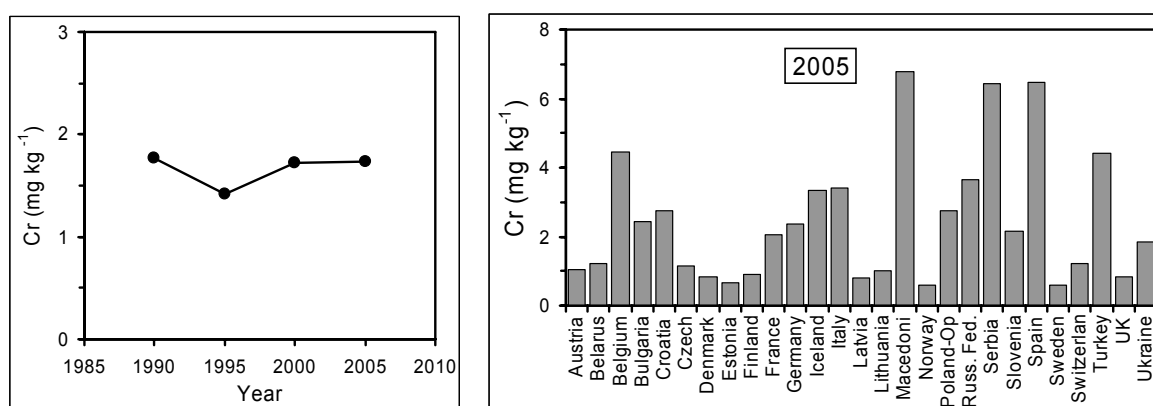 3
2
1
0
Cr (mg kg⁻¹)
1985 1990 1995 2000 2005 2010
Year
8
6
4
2
0
Cr (mg kg⁻¹)
2005
Austria
Belarus
Belgium
Bulgaria
Croatia
Czech
Denmark
Estonia
Finland
France
Germany
Iceland
Italy
Latvia
Lithuania
Macedoni
Norway
Poland-Op
Russ. Fed.
Serbia
Slovenia
Spain
Sweden
Switzerlan
Turkey
UK
Ukraine